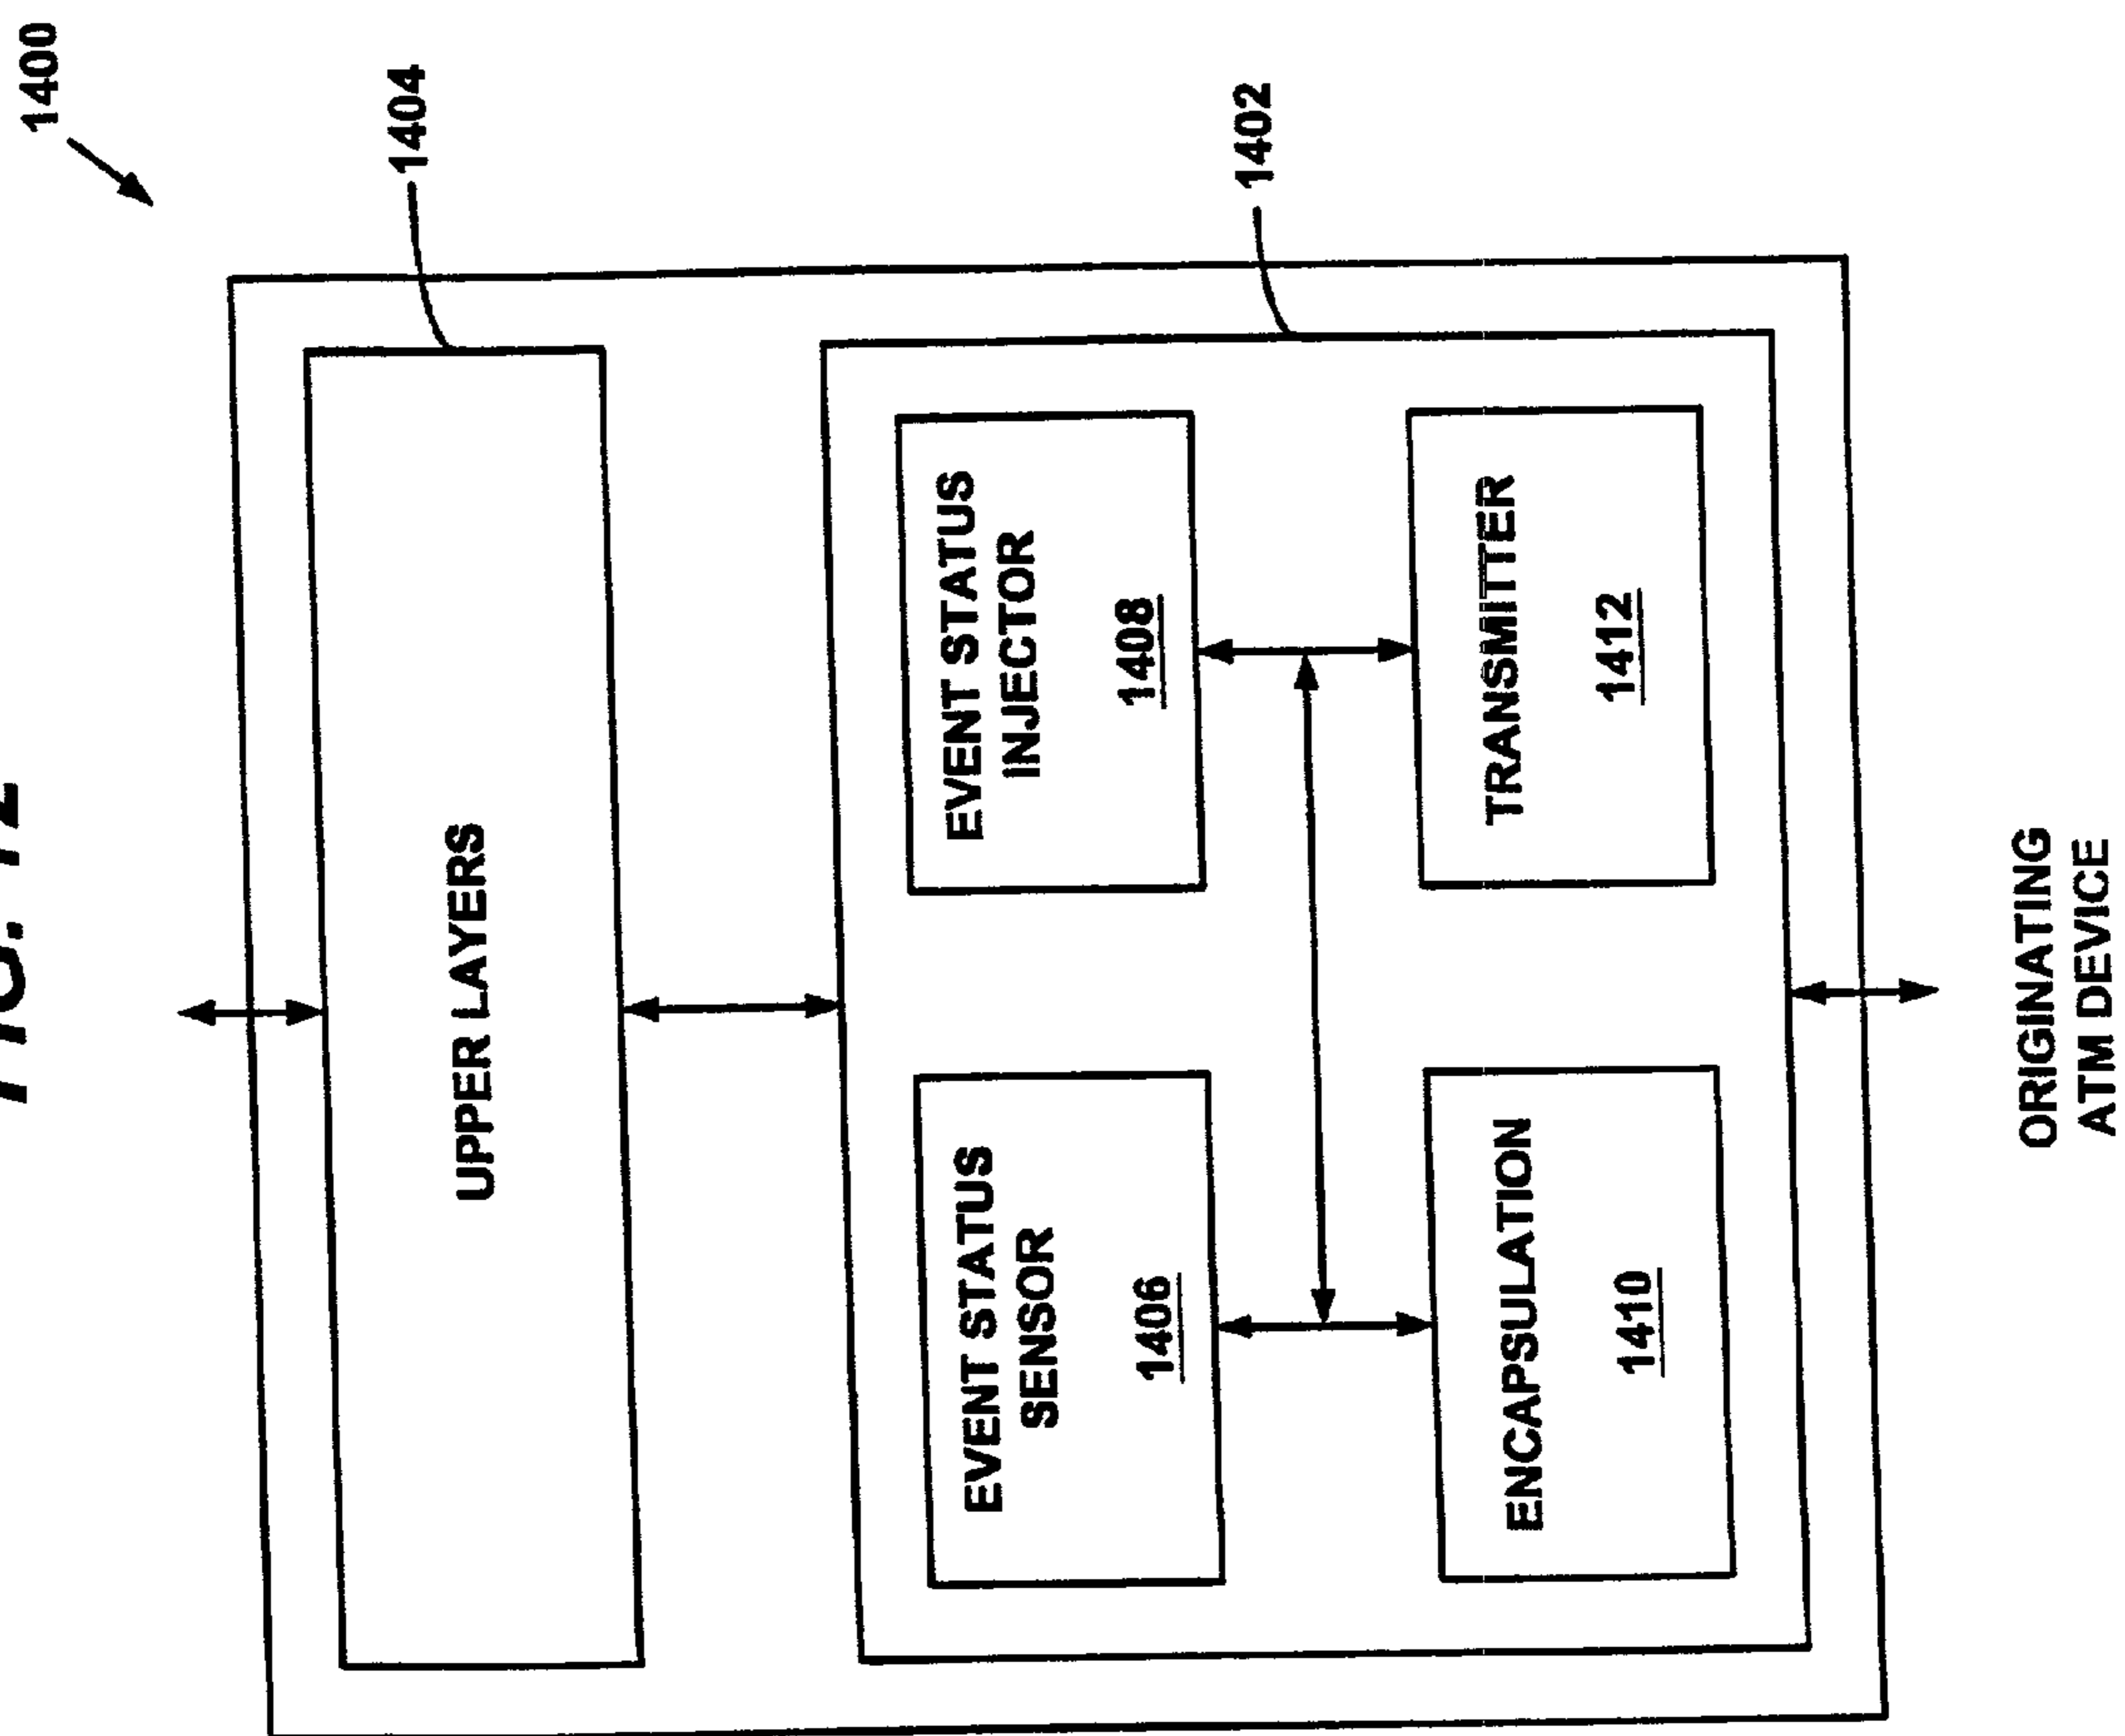 FIG. 12
1400
1404
UPPER LAYERS
1402
EVENT STATUS
SENSOR
1406
EVENT STATUS
INJECTOR
1408
ENCAPSULATION
1410
TRANSMITTER
1412
ORIGINATING
ATM DEVICE